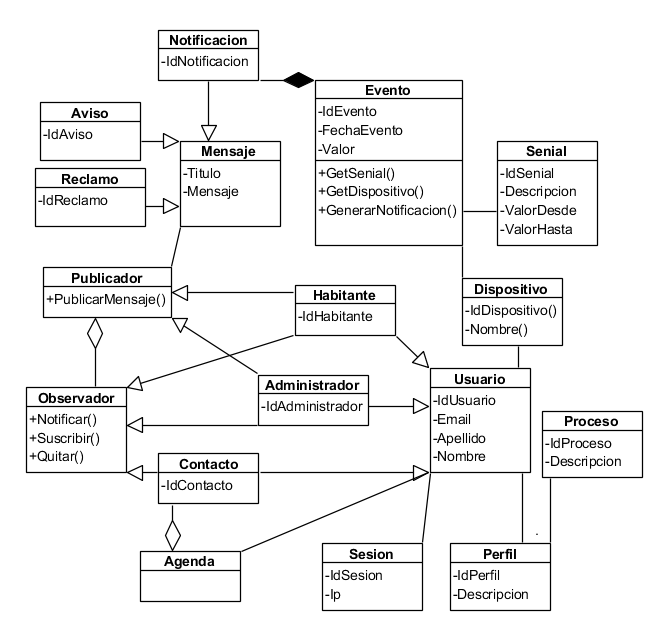 Notificacion
-IdNotificacion
Evento
-IdEvento
-FechaEvento
-Valor
+GetSenial()
+GetDispositivo()
+GenerarNotificacion()
Aviso
-IdAviso
Mensaje
-Titulo
-Mensaje
Senial
-IdSenial
-Descripcion
-ValorDesde
-ValorHasta
Reclamo
-IdReclamo
Publicador
+PublicarMensaje()
Habitante
-IdHabitante
Dispositivo
-IdDispositivo()
-Nombre()
Observador
+Notificar()
+Suscribir()
+Quitar()
Administrador
-IdAdministrador
Usuario
-IdUsuario
-Email
-Apellido
-Nombre
Proceso
-IdProceso
-Descripcion
Contacto
-IdContacto
Agenda
Sesion
-IdSesion
-Ip
Perfil
-IdPerfil
-Descripcion